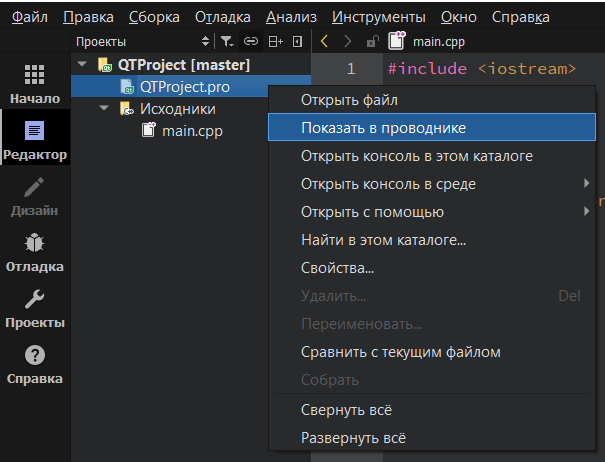 Файл Правка Сборка Отладка Анализ Инструменты Окно Справка
Проекты
main.cpp
Начало
Редактор
Дизайн
Отладка
Проекты
Справка
QTProject [master]
QTProject.pro
Исходники
main.cpp
1 #include <iostream>
Открыть файл
Показать в проводнике
Открыть консоль в этом каталоге
Открыть консоль в среде
Открыть с помощью
Найти в этом каталоге...
Свойства...
Удалить... Del
Переименовать...
Сравнить с текущим файлом
Собрать
Свернуть всё
Развернуть всё